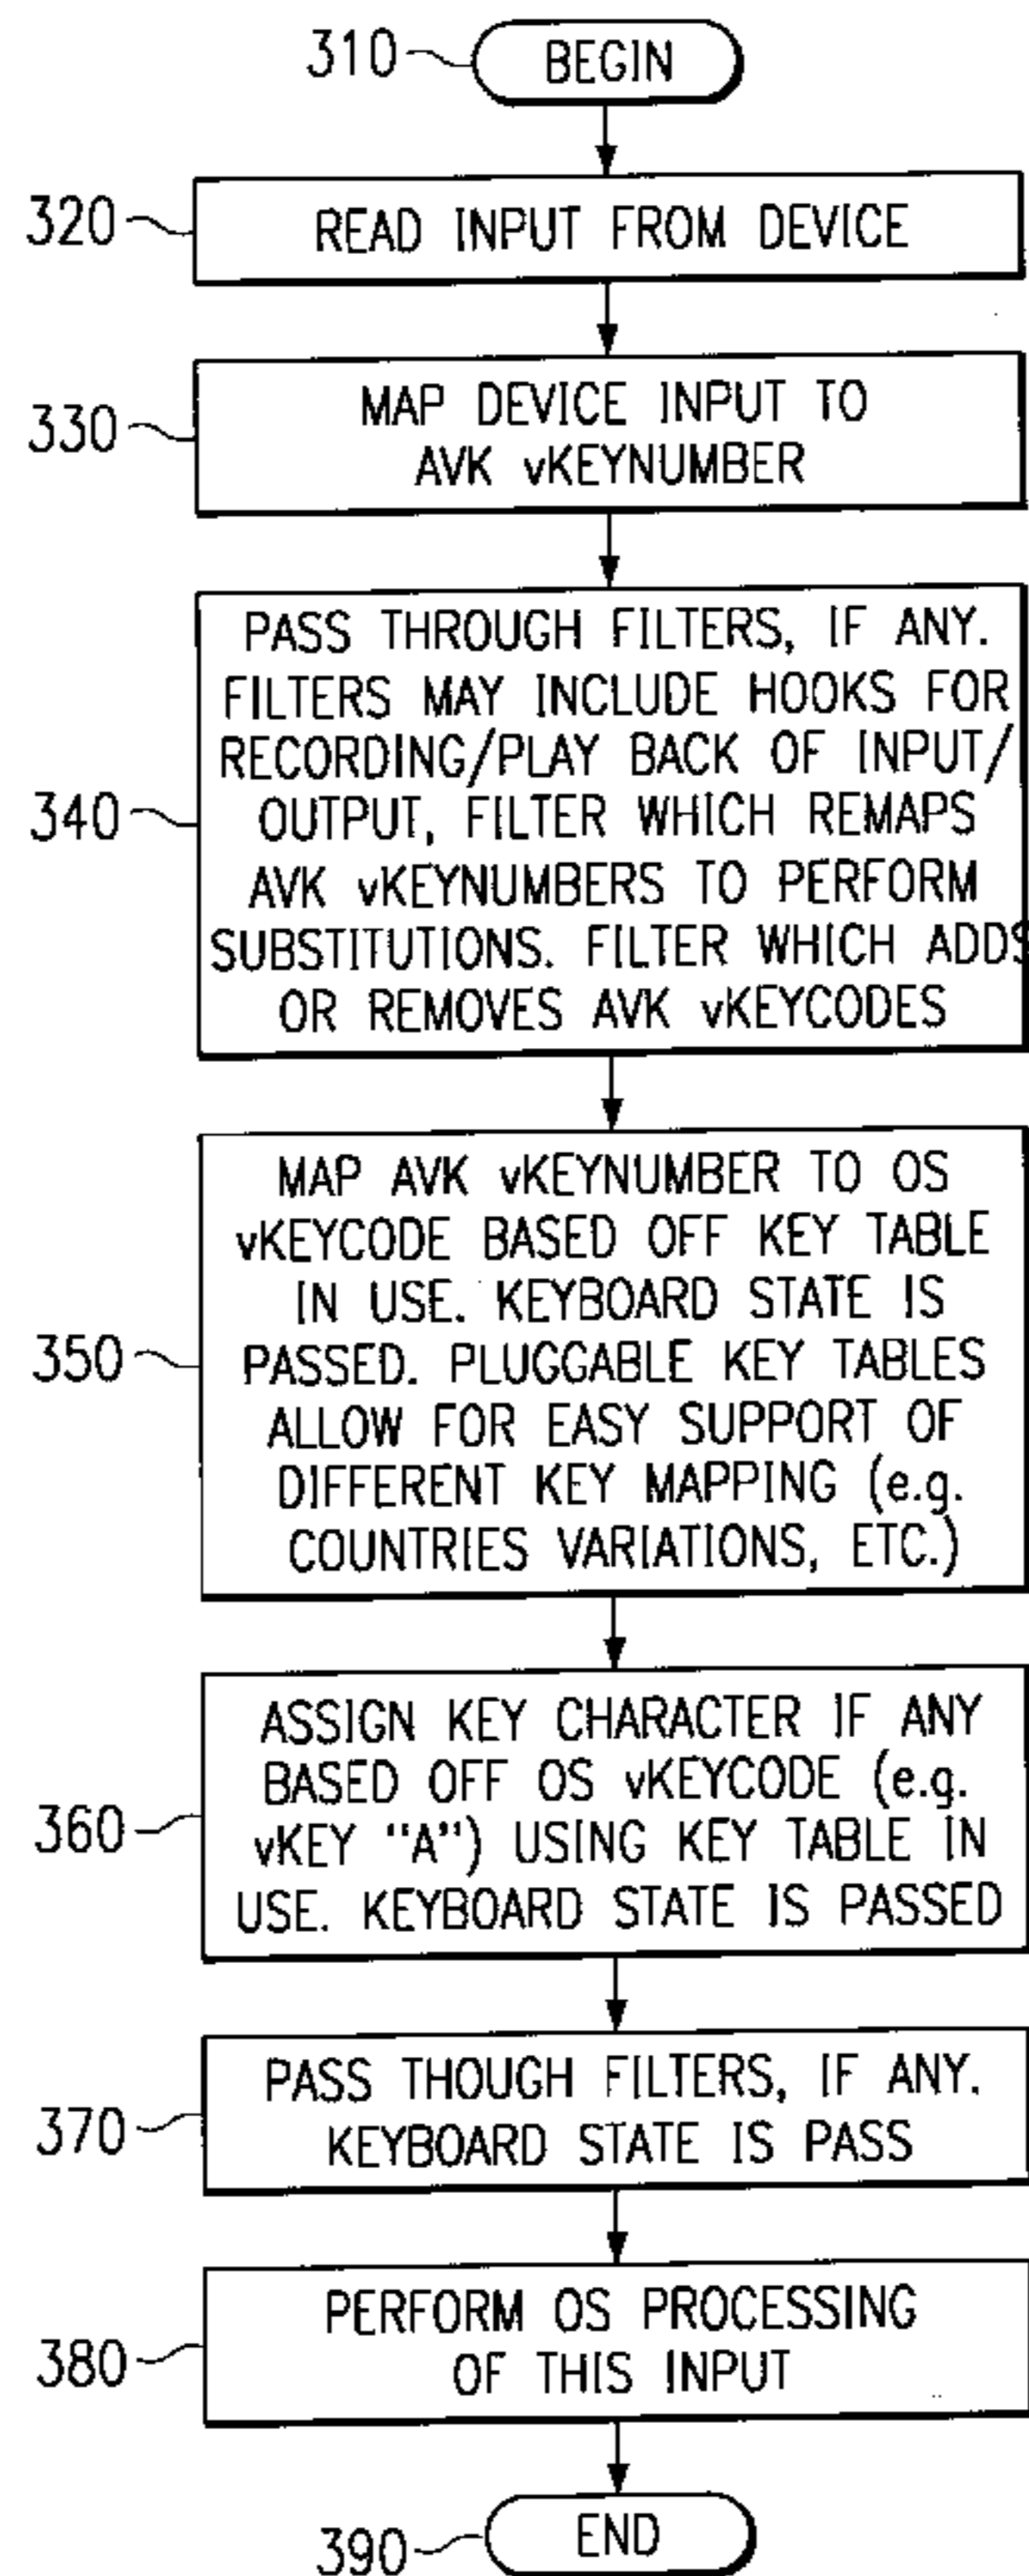 310
BEGIN
320
READ INPUT FROM DEVICE
330
MAP DEVICE INPUT TO
AVK vKEYNUMBER
340
PASS THROUGH FILTERS, IF ANY.
FILTERS MAY INCLUDE HOOKS FOR
RECORDING/PLAY BACK OF INPUT/
OUTPUT, FILTER WHICH REMAPS
AVK vKEYNUMBERS TO PERFORM
SUBSTITUTIONS. FILTER WHICH ADDS
OR REMOVES AVK vKEYCODES
350
MAP AVK vKEYNUMBER TO OS
vKEYCODE BASED OFF KEY TABLE
IN USE. KEYBOARD STATE IS
PASSED. PLUGGABLE KEY TABLES
ALLOW FOR EASY SUPPORT OF
DIFFERENT KEY MAPPING (e.g.
COUNTRIES VARIATIONS, ETC.)
360
ASSIGN KEY CHARACTER IF ANY
BASED OFF OS vKEYCODE (e.g.
vKEY "A") USING KEY TABLE IN
USE. KEYBOARD STATE IS PASSED
370
PASS THOUGH FILTERS, IF ANY.
KEYBOARD STATE IS PASS
380
PERFORM OS PROCESSING
OF THIS INPUT
390
END